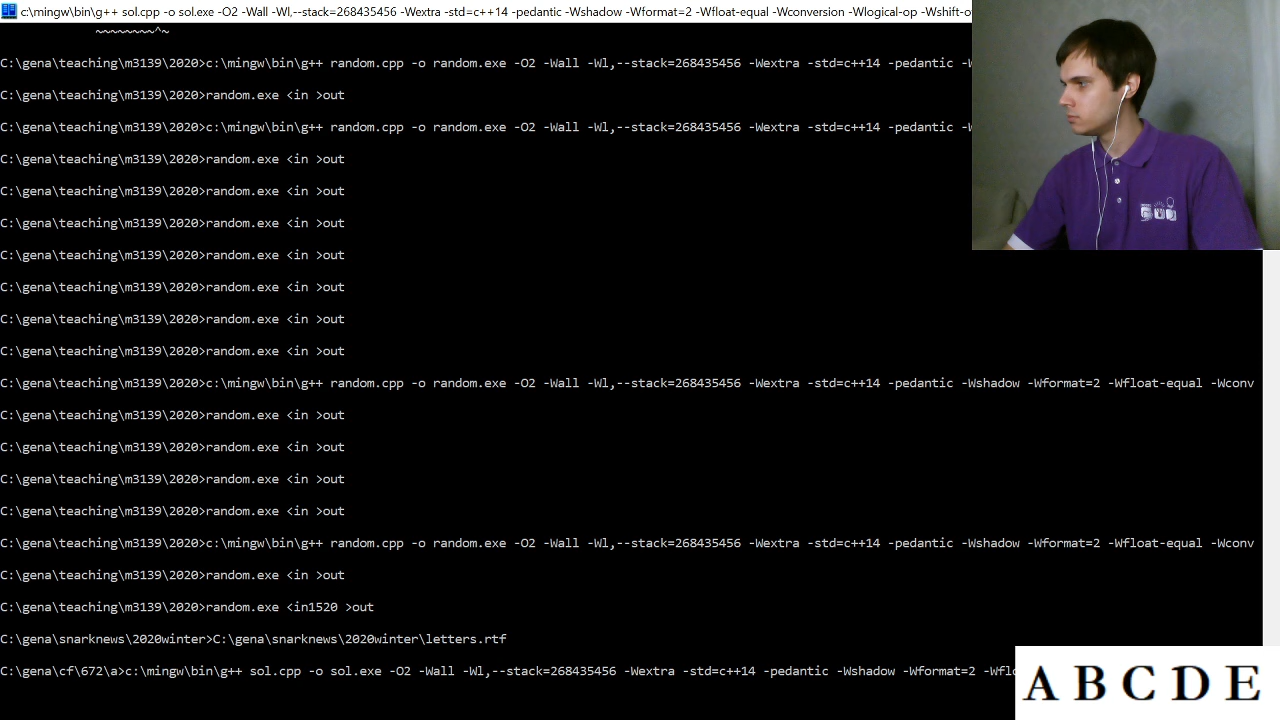 c:\mingw\bin\g++ sol.cpp -o sol.exe -O2 -Wall -Wl,--stack=268435456 -Wextra -std=c++14 -pedantic -Wshadow -Wformat=2 -Wfloat-equal -Wconversion -Wlogical-op -Wshift-o
~~~~~~~~^~
C:\gena\teaching\m3139\2020>c:\mingw\bin\g++ random.cpp -o random.exe -O2 -Wall -Wl,--stack=268435456 -Wextra -std=c++14 -pedantic -W
C:\gena\teaching\m3139\2020>random.exe <in >out
C:\gena\teaching\m3139\2020>c:\mingw\bin\g++ random.cpp -o random.exe -O2 -Wall -Wl,--stack=268435456 -Wextra -std=c++14 -pedantic -W
C:\gena\teaching\m3139\2020>random.exe <in >out
C:\gena\teaching\m3139\2020>random.exe <in >out
C:\gena\teaching\m3139\2020>random.exe <in >out
C:\gena\teaching\m3139\2020>random.exe <in >out
C:\gena\teaching\m3139\2020>random.exe <in >out
C:\gena\teaching\m3139\2020>random.exe <in >out
C:\gena\teaching\m3139\2020>random.exe <in >out
C:\gena\teaching\m3139\2020>c:\mingw\bin\g++ random.cpp -o random.exe -O2 -Wall -Wl,--stack=268435456 -Wextra -std=c++14 -pedantic -Wshadow -Wformat=2 -Wfloat-equal -Wconv
C:\gena\teaching\m3139\2020>random.exe <in >out
C:\gena\teaching\m3139\2020>random.exe <in >out
C:\gena\teaching\m3139\2020>random.exe <in >out
C:\gena\teaching\m3139\2020>random.exe <in >out
C:\gena\teaching\m3139\2020>c:\mingw\bin\g++ random.cpp -o random.exe -O2 -Wall -Wl,--stack=268435456 -Wextra -std=c++14 -pedantic -Wshadow -Wformat=2 -Wfloat-equal -Wconv
C:\gena\teaching\m3139\2020>random.exe <in >out
C:\gena\teaching\m3139\2020>random.exe <in1520 >out
C:\gena\snarknews\2020winter>C:\gena\snarknews\2020winter\letters.rtf
C:\gena\cf\672\a>c:\mingw\bin\g++ sol.cpp -o sol.exe -O2 -Wall -Wl,--stack=268435456 -Wextra -std=c++14 -pedantic -Wshadow -Wformat=2 -Wflo
A B C D E